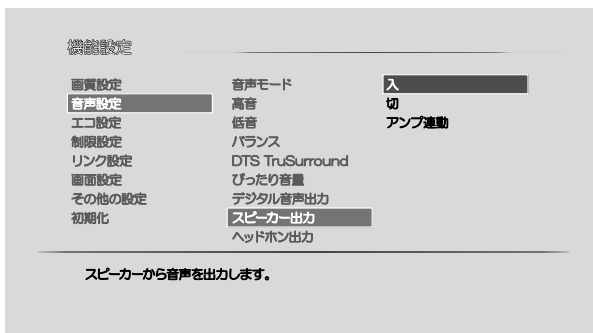 機能設定
画質設定
音声設定
エコ設定
制限設定
リンク設定
画面設定
その他の設定
初期化
音声モード
高音
低音
バランス
DTS TruSurround
ぴったり音量
デジタル音声出力
スピーカー出力
ヘッドホン出力
入
切
アンプ連動
スピーカーから音声を出力します。